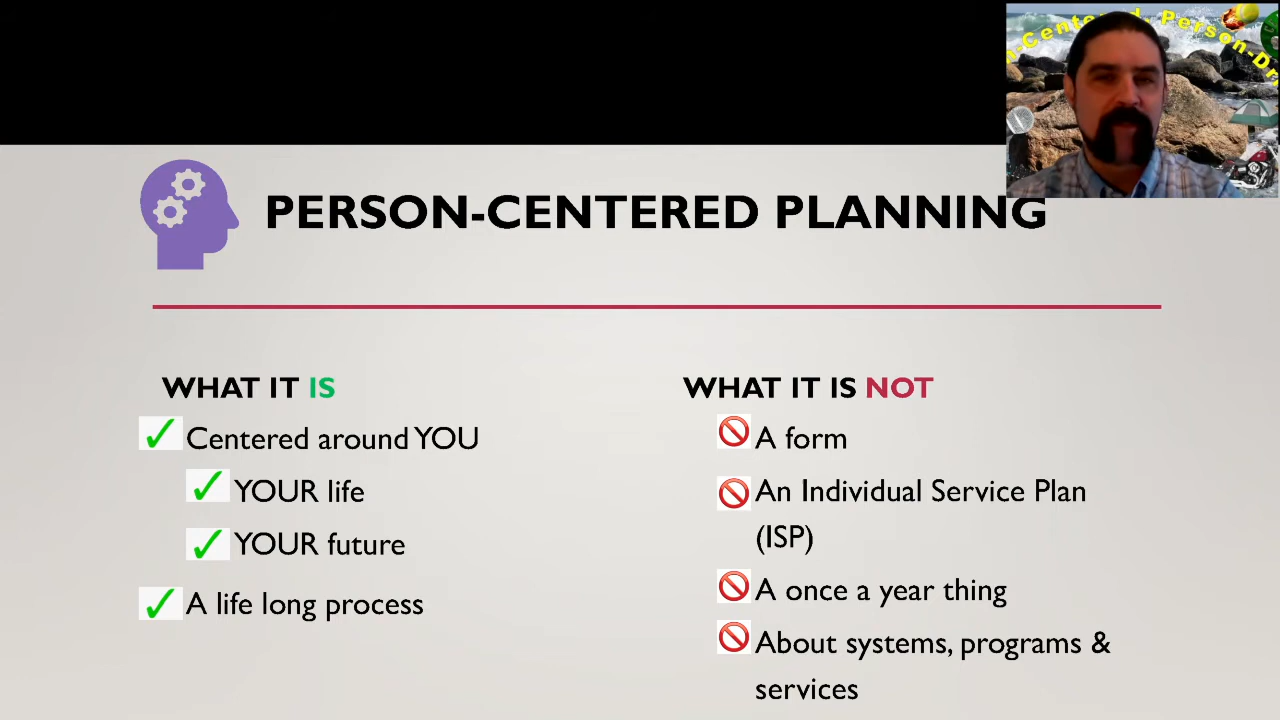 PERSON-CENTERED PLANNING
WHAT IT IS
Centered around YOU
YOUR life
YOUR future
A life long process
WHAT IT IS NOT
A form
An Individual Service Plan
(ISP)
A once a year thing
About systems, programs &
services